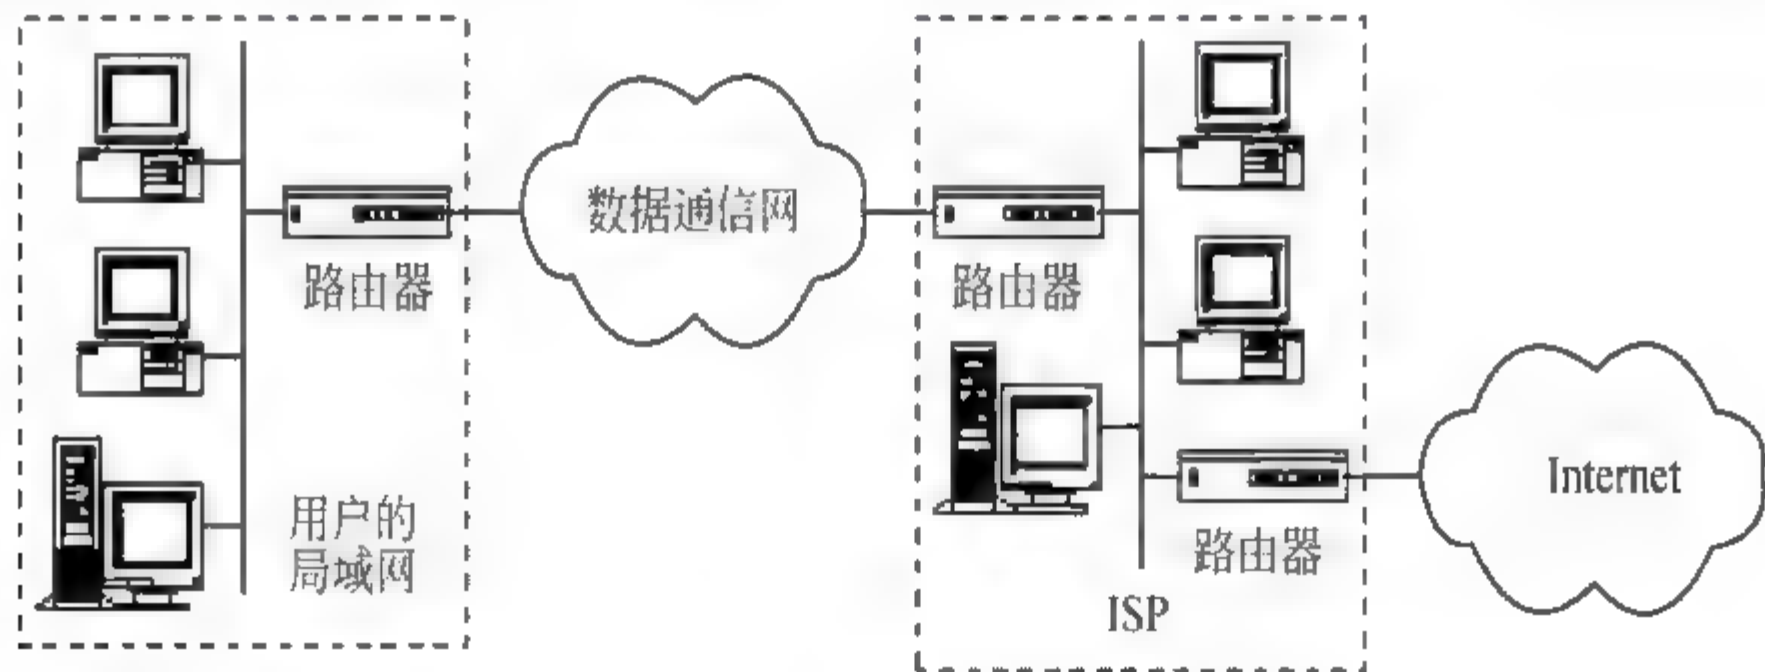 数据通信网
路由器
用户的
局域网
路由器
路由器
ISP
Internet